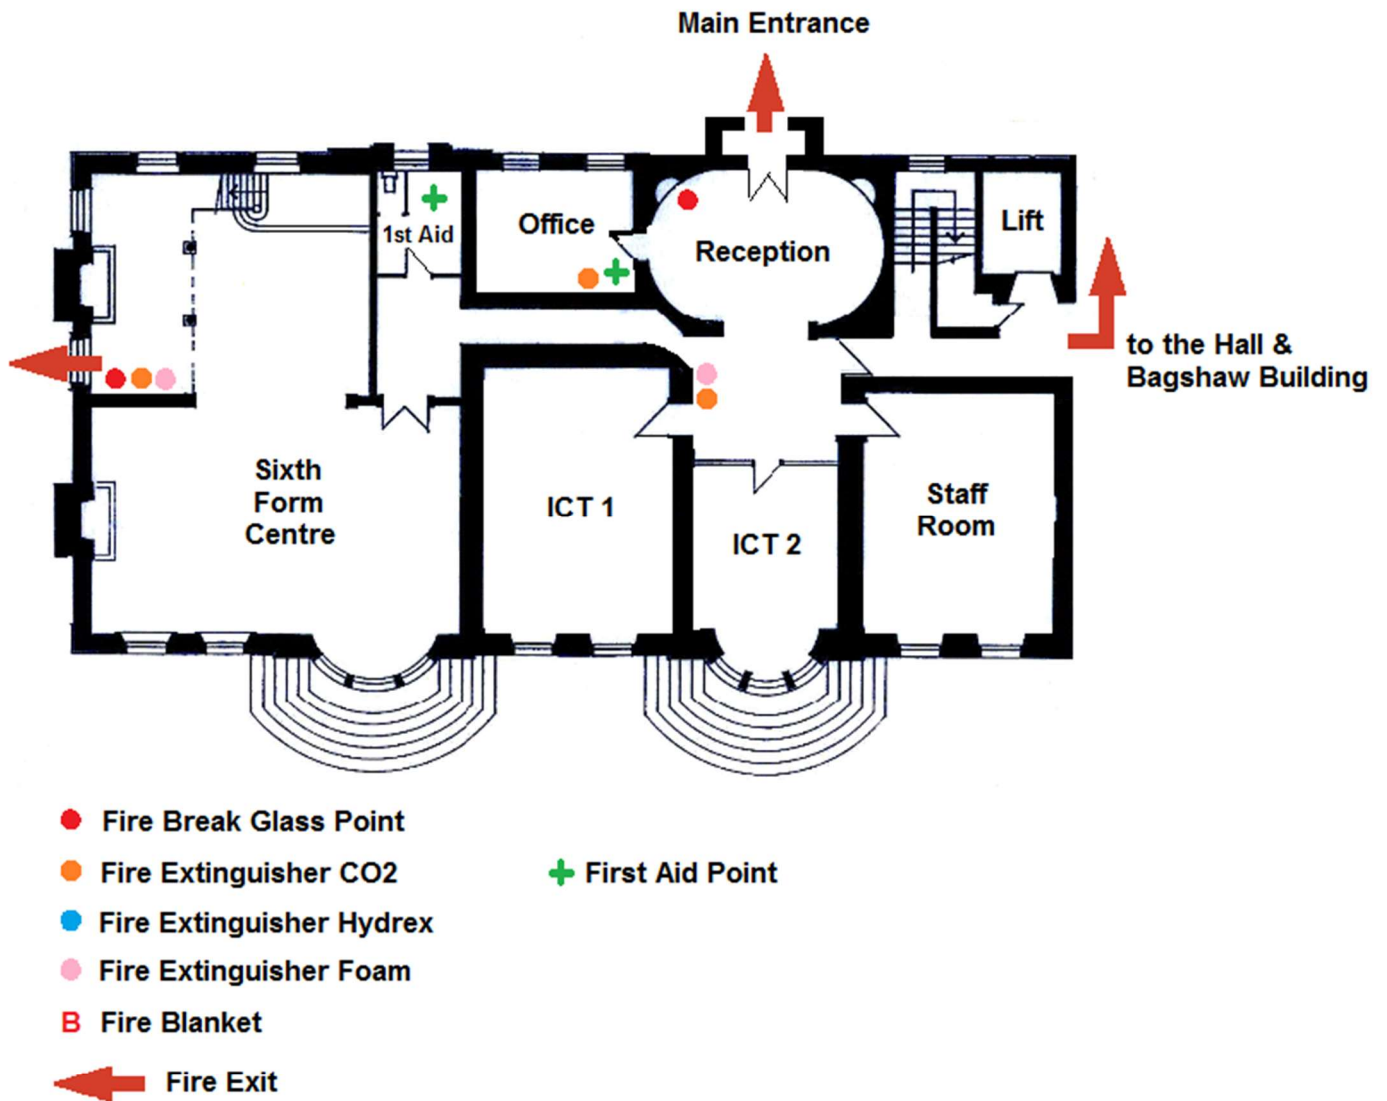 Main Entrance
Office
1st Aid
Reception
Lift
to the Hall &
Bagshaw Building
Sixth
Form
Centre
ICT 1
ICT 2
Staff
Room
Fire Break Glass Point
Fire Extinguisher CO2
First Aid Point
Fire Extinguisher Hydrex
Fire Extinguisher Foam
B Fire Blanket
Fire Exit